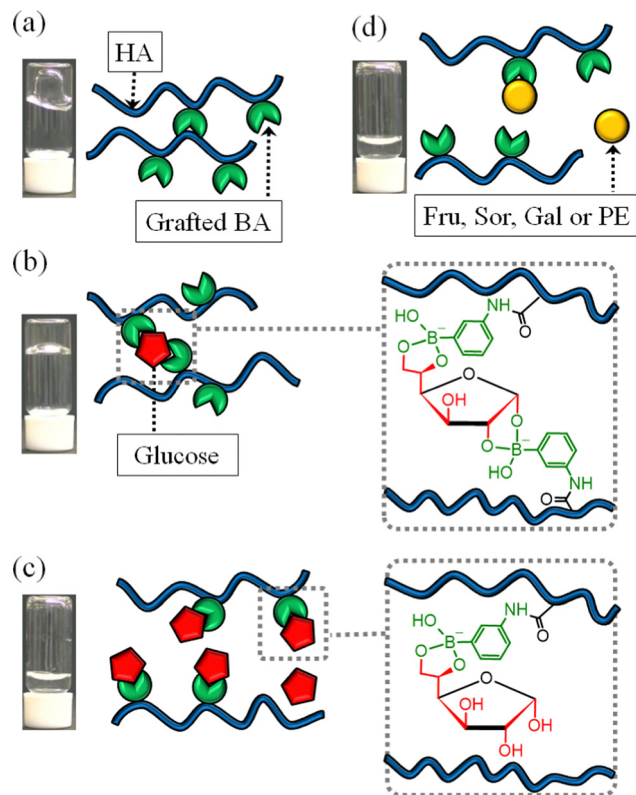 (a)
HA
Grafted BA
(d)
Fru, Sor, Gal or PE
(b)
Glucose
NH
O
HO
B−
O
O
O
OH
O
O
B−
HO
NH
O
(c)
HO
NH
O
B−
O
O
O
OH
OH
OH